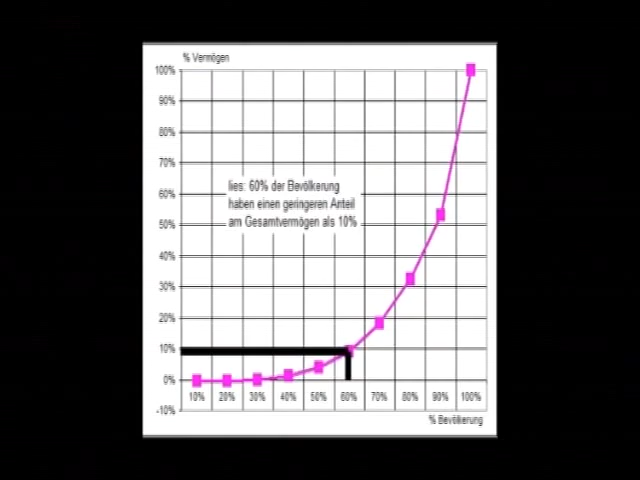 % Vermögen
100%
90%
80%
70%
60%
50%
40%
30%
20%
10%
0%
-10%
lies: 60% der Bevölkerung
haben einen geringeren Anteil
am Gesamtvermögen als 10%
10% 20% 30% 40% 50% 60% 70% 80% 90% 100%
% Bevölkerung